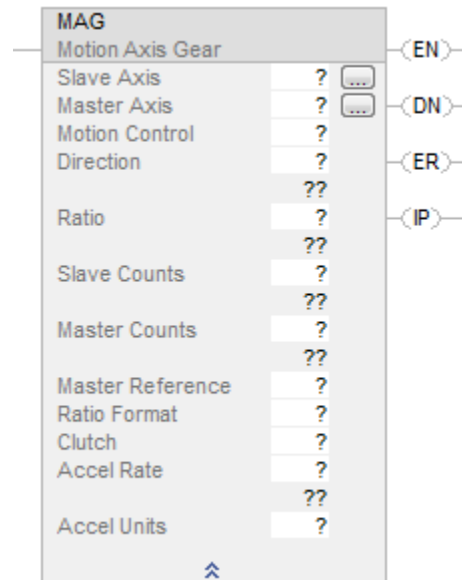 MAG
Motion Axis Gear
(EN)
Slave Axis ? ...
Master Axis ? ... (DN)
Motion Control ?
Direction ? (ER)
??
Ratio ? (IP)
??
Slave Counts ?
??
Master Counts ?
??
Master Reference ?
Ratio Format ?
Clutch ?
Accel Rate ?
??
Accel Units ?